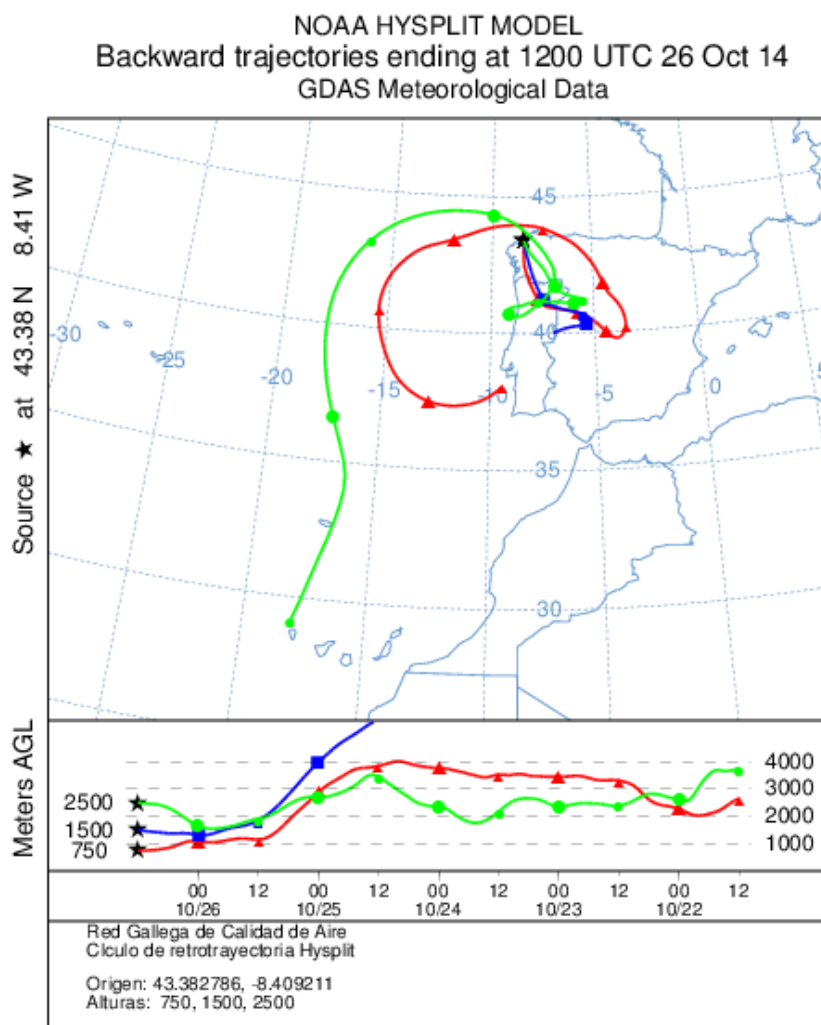 NOAA HYSPLIT MODEL
Backward trajectories ending at 1200 UTC 26 Oct 14
GDAS Meteorological Data
Source ★ at 43.38 N 8.41 W
45
-30
-25
-20
-15
-10
40
-5
0
5
35
30
Meters AGL
2500
1500
750
4000
3000
2000
1000
00 12 00 12 00 12 00 12 00 12
10/26 10/25 10/24 10/23 10/22
Red Gallega de Calidad de Aire
Clculo de retrotrayectoria Hysplit
Origen: 43.382786, -8.409211
Alturas: 750, 1500, 2500